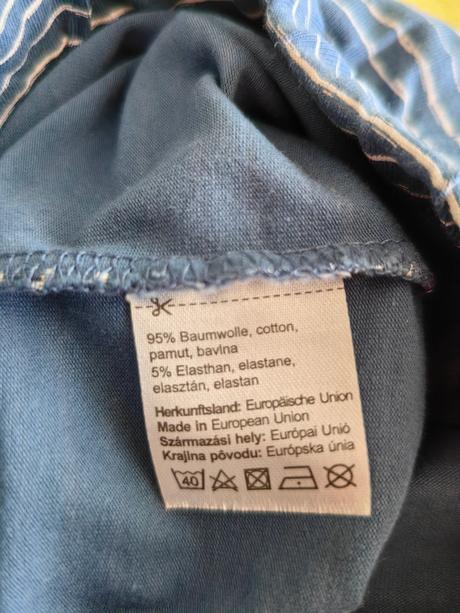 95% Baumwolle, cotton,
pamut, bavlna
5% Elasthan, elastane,
elasztán, elastan
Herkunftsland: Europäische Union
Made in European Union
Származási hely: Európai Unió
Krajina pôvodu: Európska únia
40